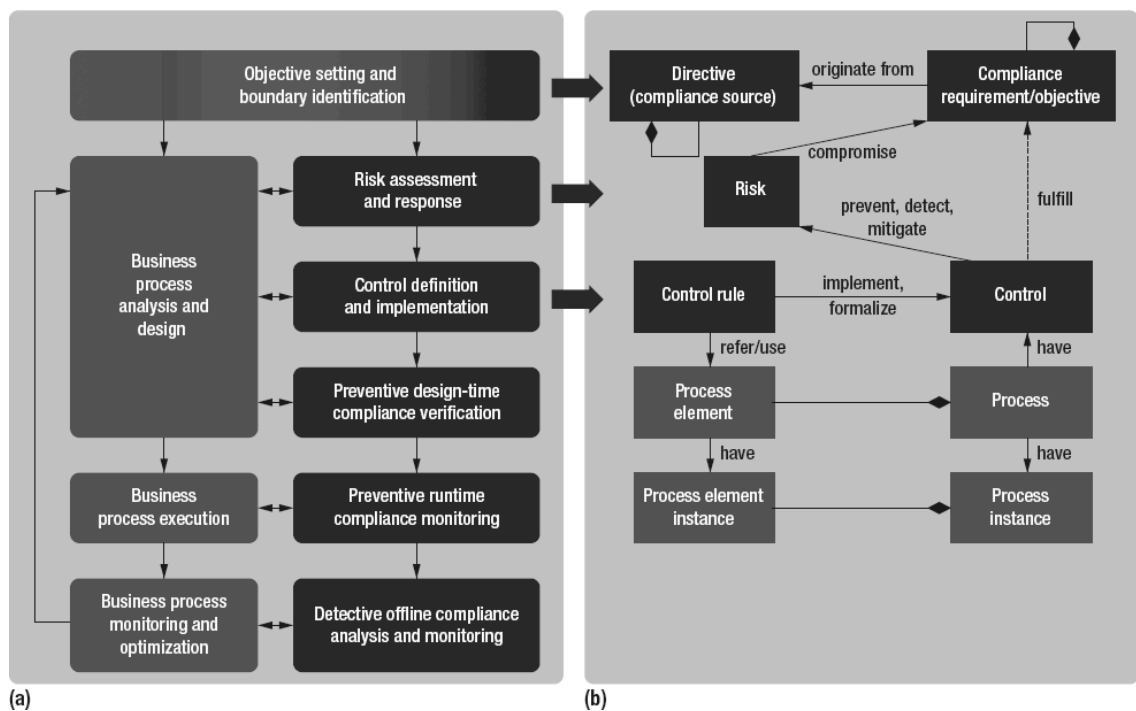 Objective setting and
boundary identification
Business
process
analysis and
design
Risk assessment
and response
Control definition
and implementation
Preventive design-time
compliance verification
Business
process execution
Preventive runtime
compliance monitoring
Business process
monitoring and
optimization
Detective offline compliance
analysis and monitoring
(a)
Directive
(compliance source)
originate from
Compliance
requirement/objective
compromise
Risk
prevent, detect,
mitigate
fulfill
Control rule
implement,
formalize
Control
refer/use
have
Process
element
Process
have
have
Process element
instance
Process
instance
(b)